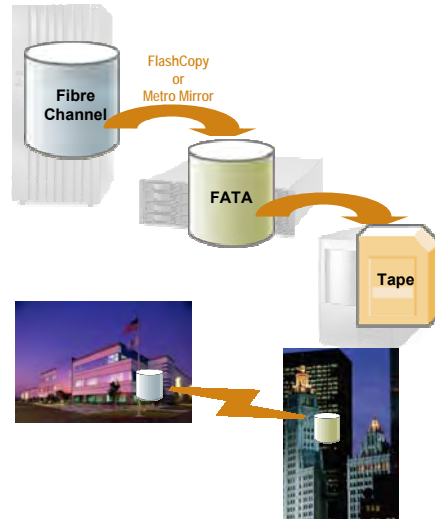 FlashCopy
or
Metro Mirror
Fibre
Channel
FATA
Tape